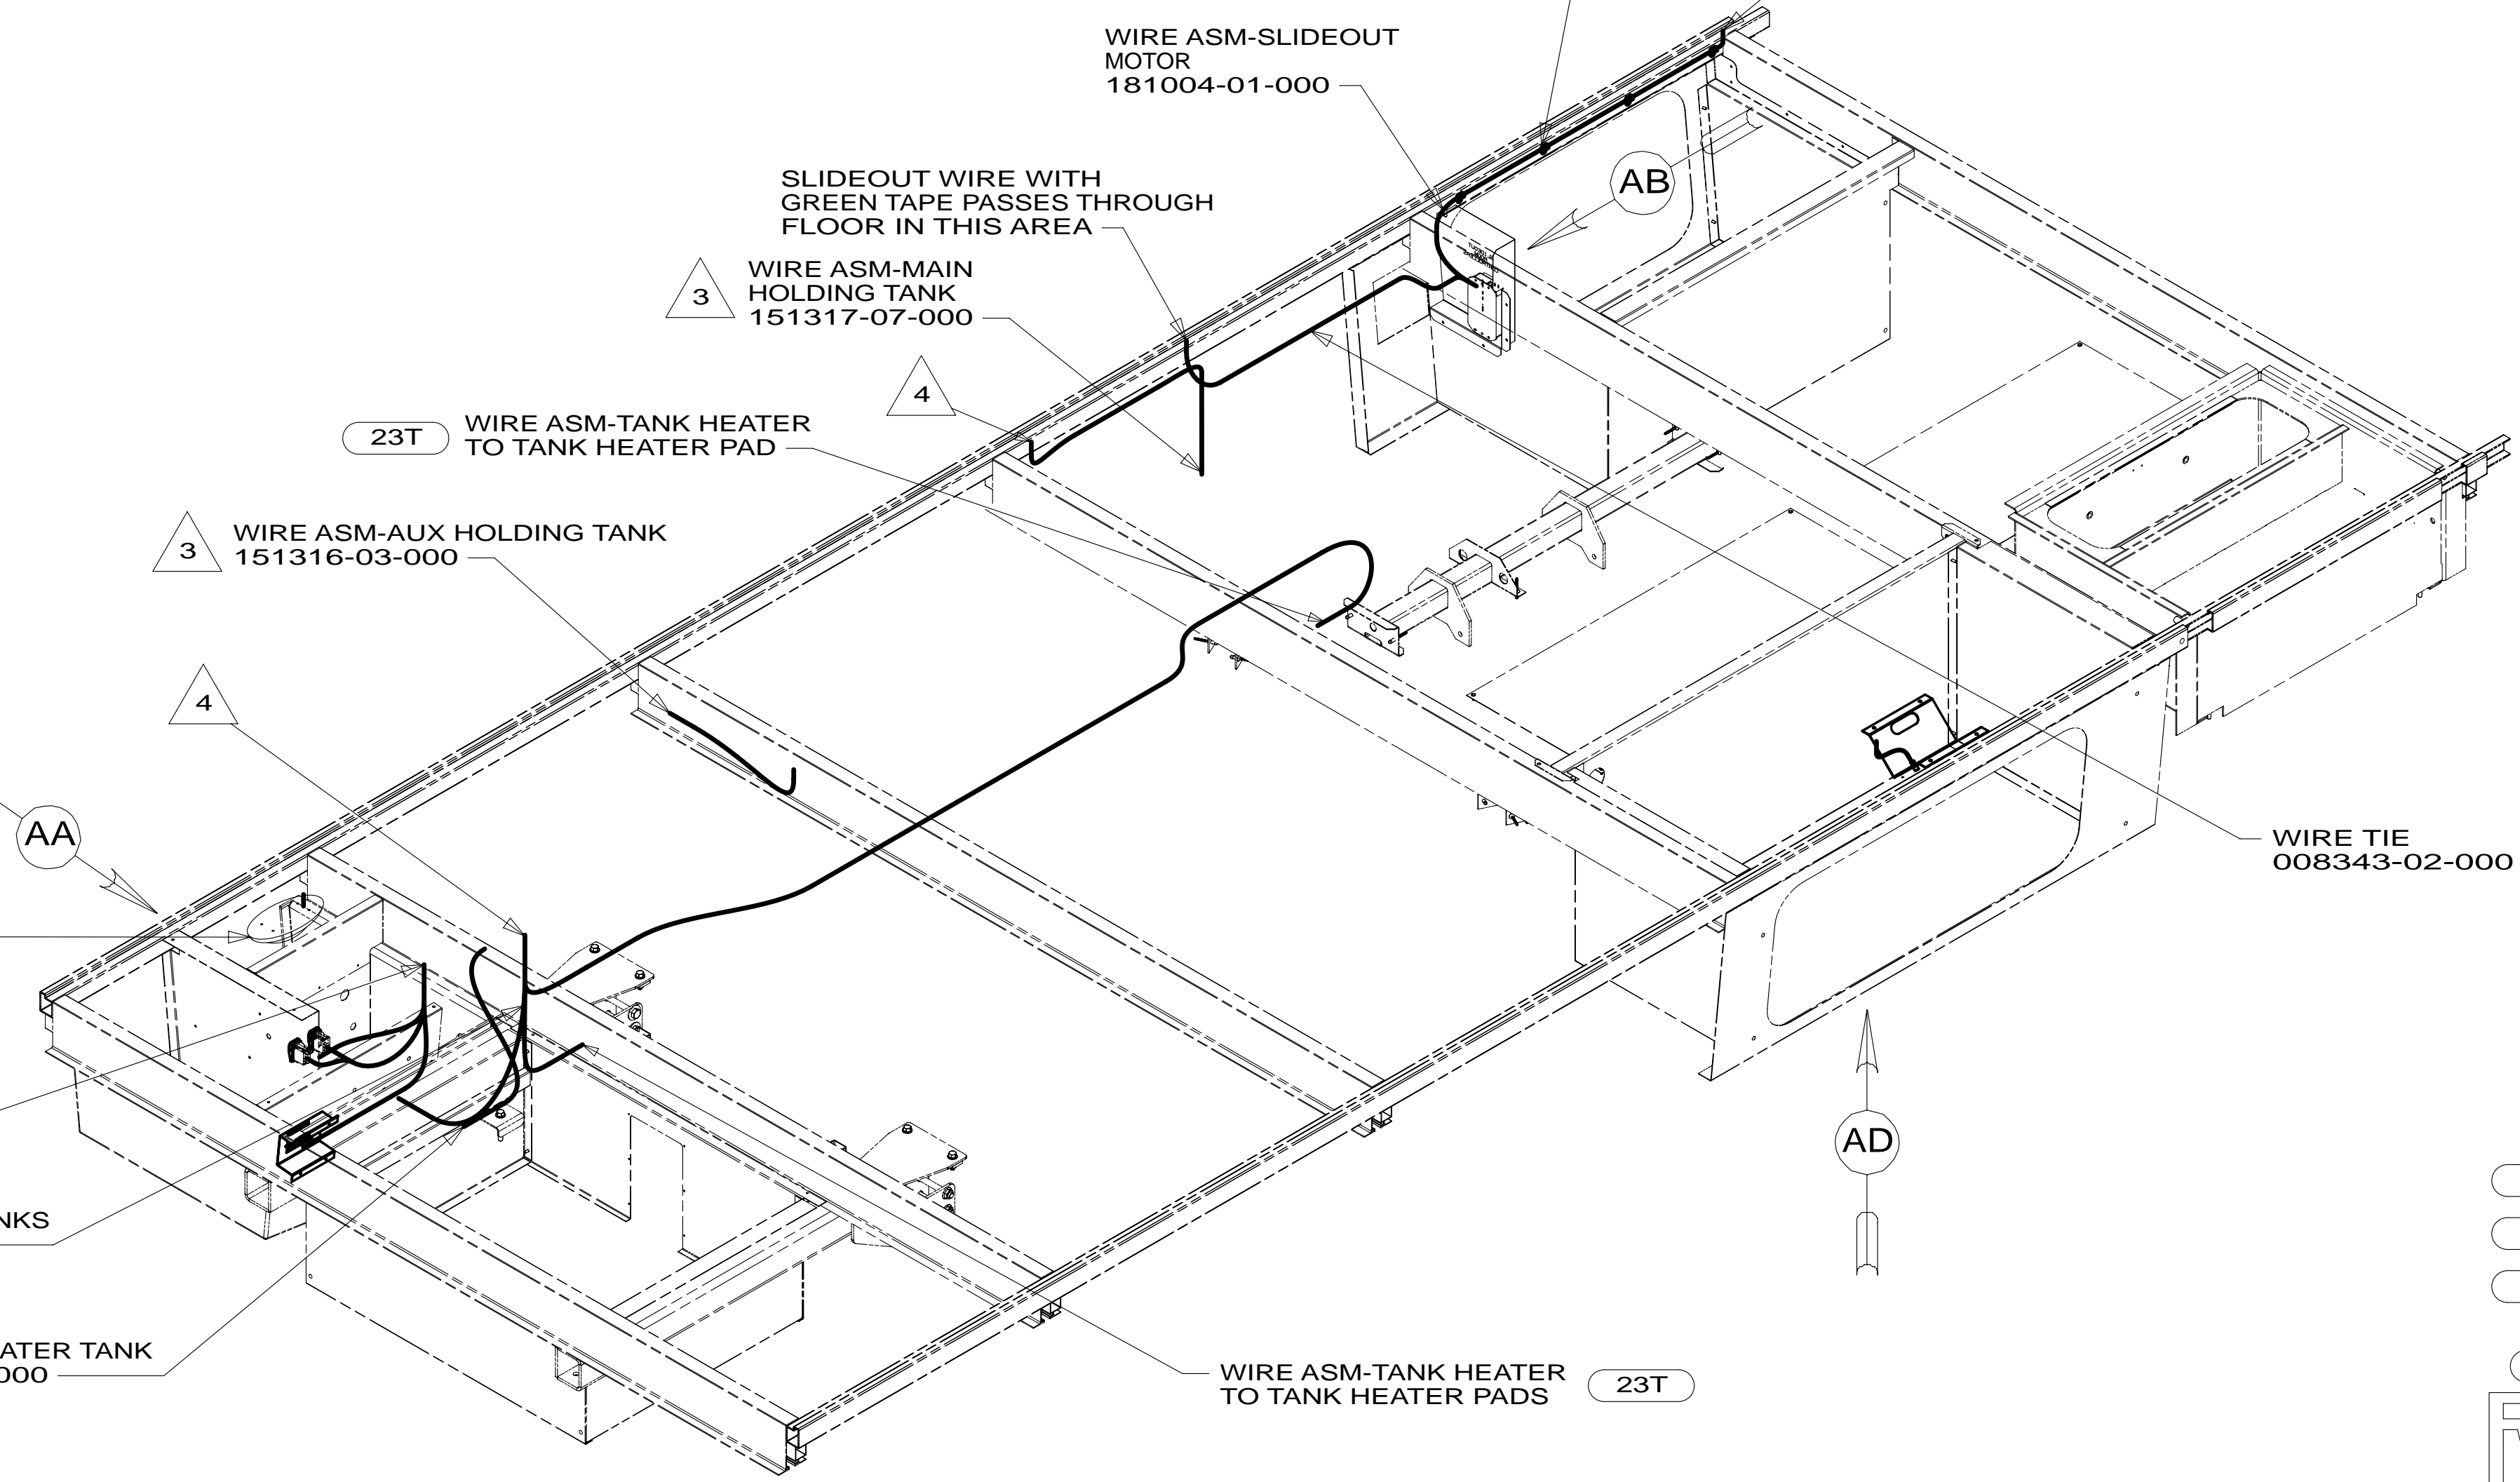 WIRE ASM-SLIDEOUT
MOTOR
181004-01-000
AB
SLIDEOUT WIRE WITH
GREEN TAPE PASSES THROUGH
FLOOR IN THIS AREA
3
WIRE ASM-MAIN
HOLDING TANK
151317-07-000
4
23T
WIRE ASM-TANK HEATER
TO TANK HEATER PAD
3
WIRE ASM-AUX HOLDING TANK
151316-03-000
4
AA
WIRE TIE
008343-02-000
AD
NKS
ATER TANK
000
WIRE ASM-TANK HEATER
TO TANK HEATER PADS
23T